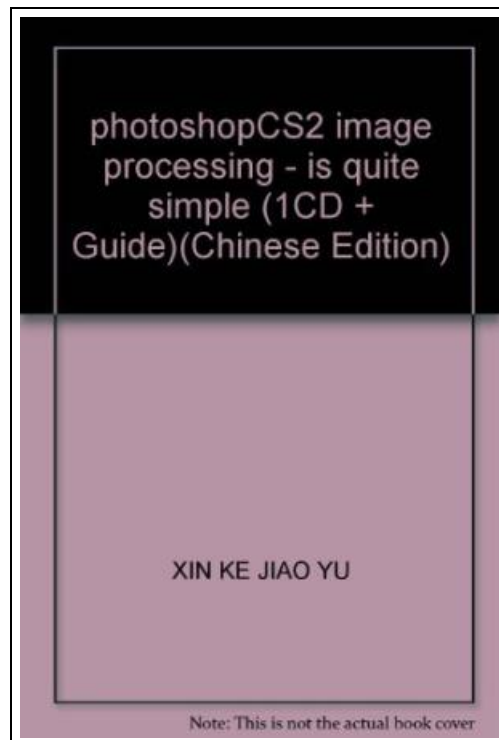 photoshopCS2 image
processing - is quite
simple (1CD +
Guide)(Chinese Edition)
XIN KE JIAO YU
Note: This is not the actual book cover